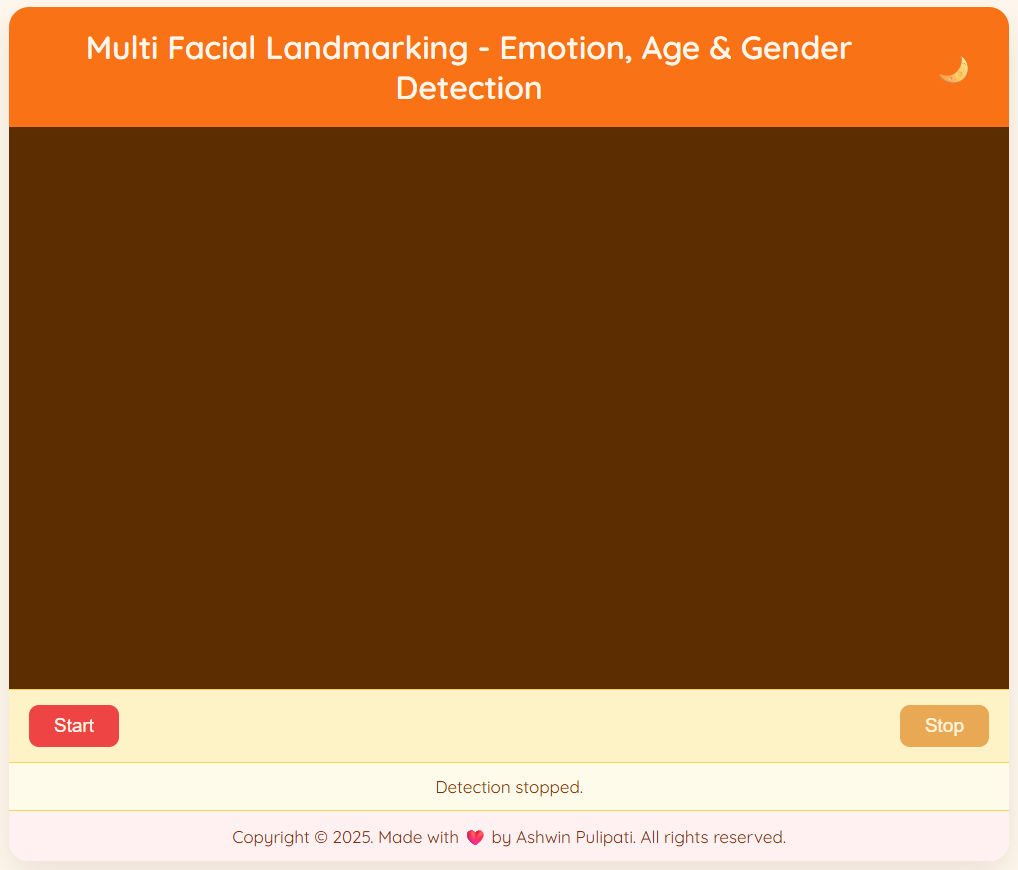 Multi Facial Landmarking - Emotion, Age & Gender
Detection
Start
Stop
Detection stopped.
Copyright © 2025. Made with ❤️ by Ashwin Pulipati. All rights reserved.